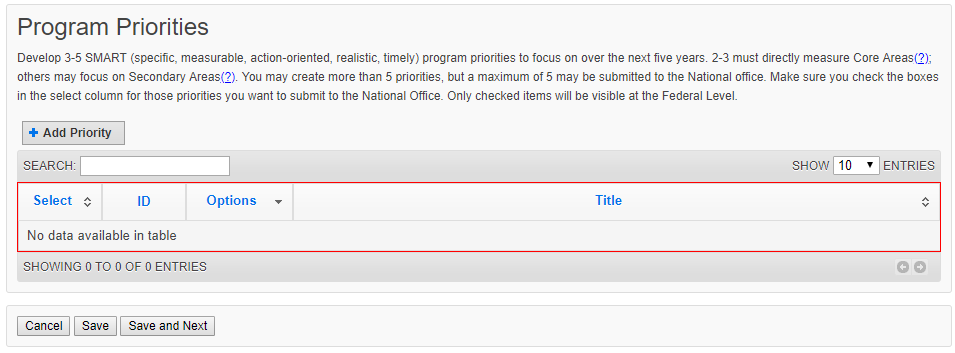 Program Priorities
Develop 3-5 SMART (specific, measurable, action-oriented, realistic, timely) program priorities to focus on over the next five years. 2-3 must directly measure Core Areas(?);
others may focus on Secondary Areas(?). You may create more than 5 priorities, but a maximum of 5 may be submitted to the National office. Make sure you check the boxes
in the select column for those priorities you want to submit to the National Office. Only checked items will be visible at the Federal Level.
+ Add Priority
SEARCH: SHOW 10 ENTRIES
Select ID Options Title
No data available in table
SHOWING 0 TO 0 OF 0 ENTRIES
Cancel Save Save and Next